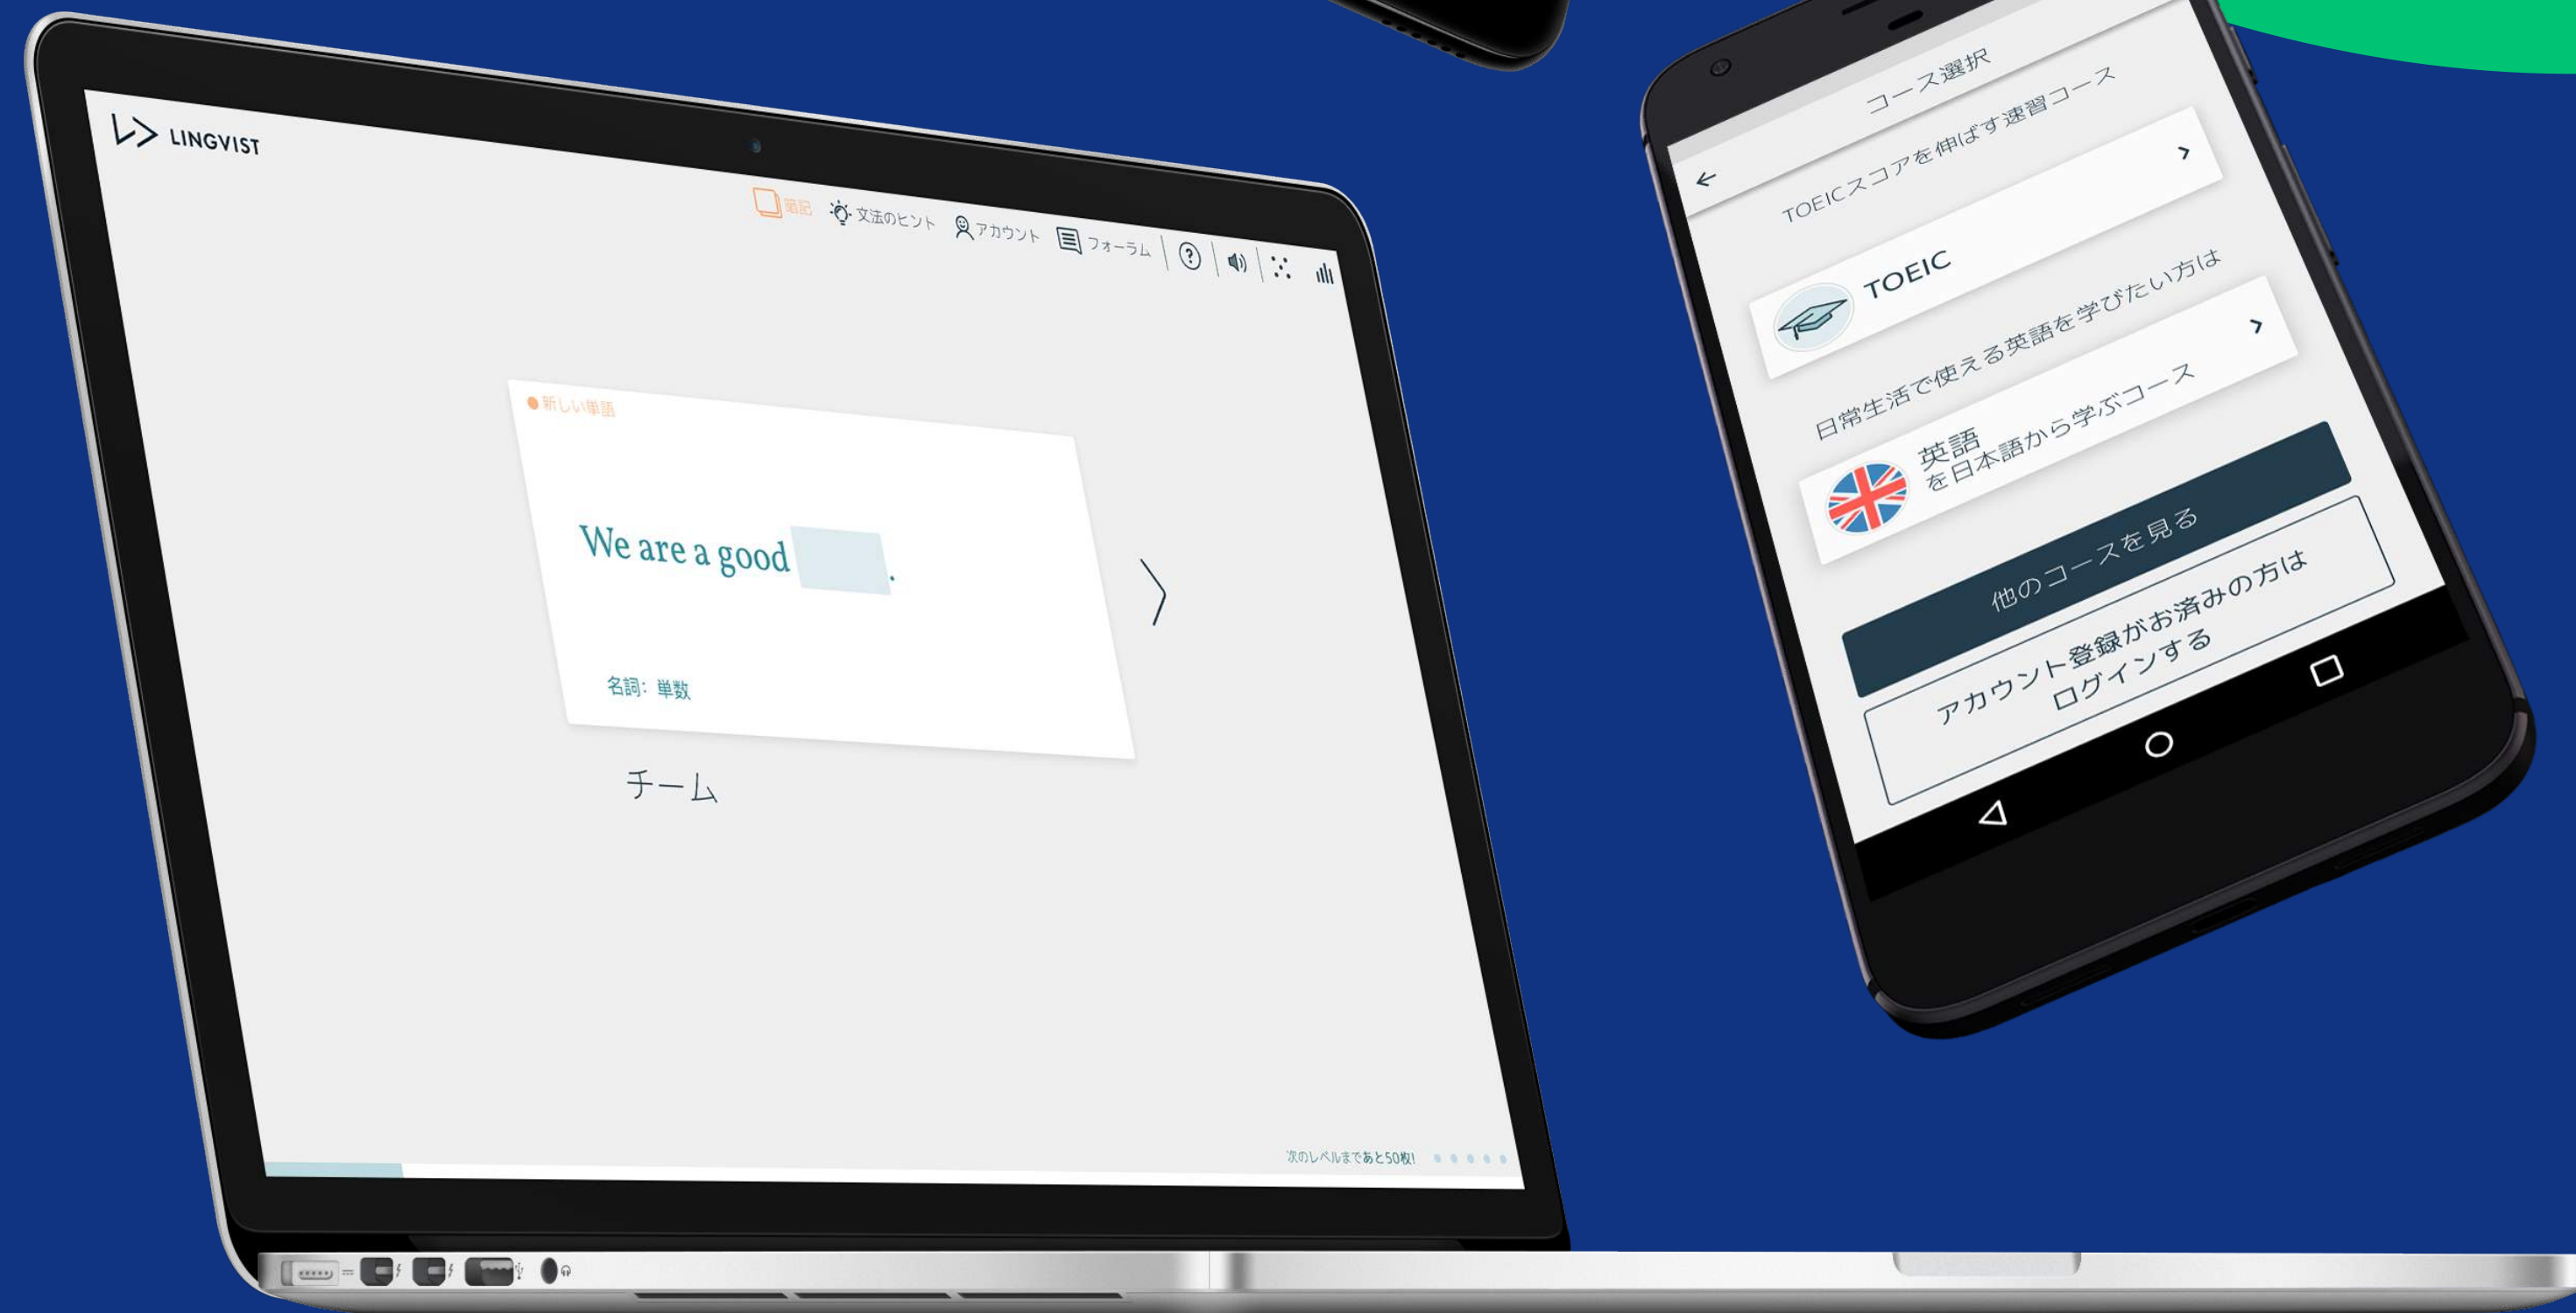 LINGVIST
暗記 文法のヒント アカウント フォーラム
新しい単語
We are a good .
名詞: 単数
チーム
次のレベルまであと50枚!
コース選択
TOEICスコアを伸ばす速習コース
TOEIC
日常生活で使える英語を学びたい方は
英語
を日本語から学ぶコース
他のコースを見る
アカウント登録がお済みの方は
ログインする